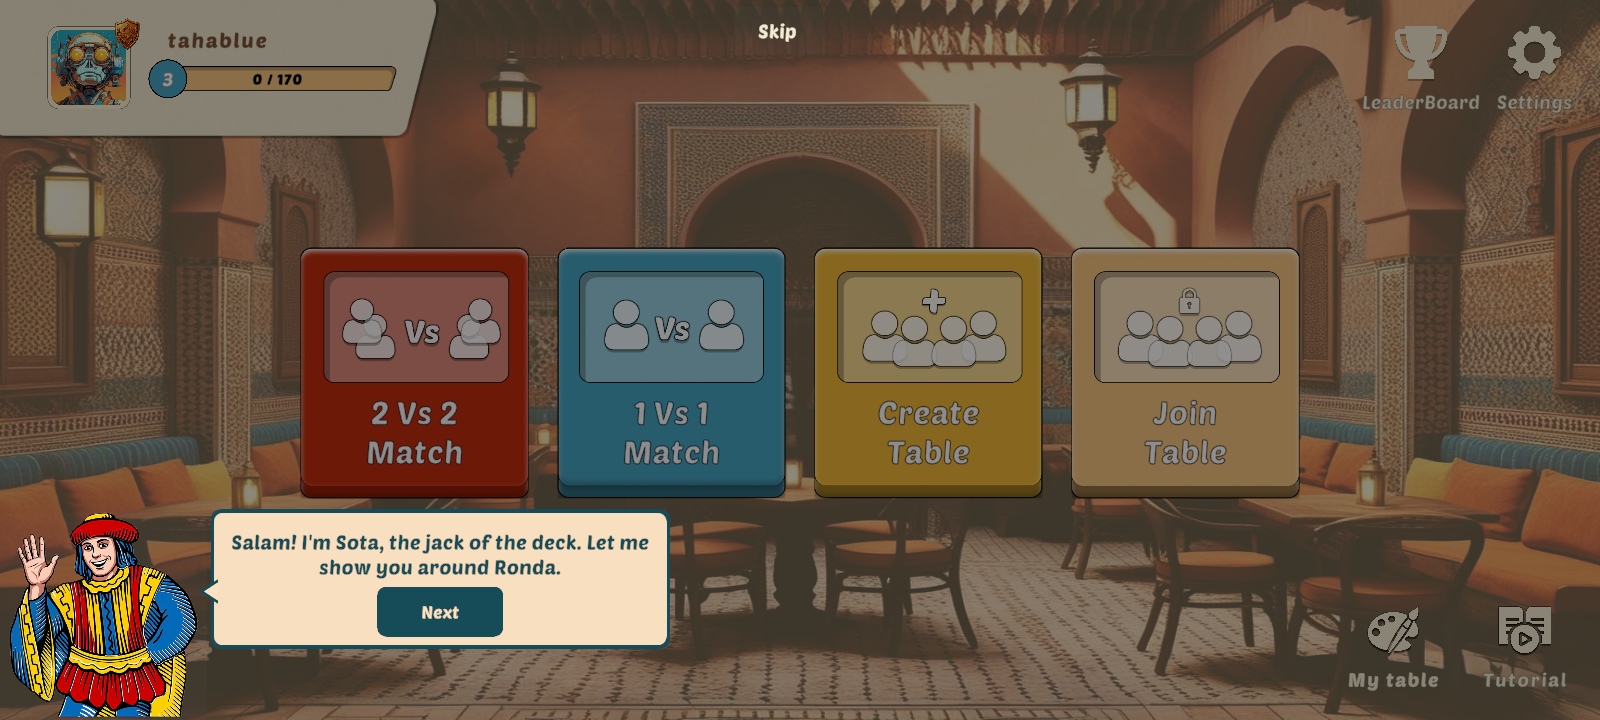 Skip
tahablue
3
0 / 170
LeaderBoard
Settings
Vs
2 Vs 2
Match
Vs
1 Vs 1
Match
Create
Table
Join
Table
Salam! I'm Sota, the jack of the deck. Let me
show you around Ronda.
Next
My table
Tutorial